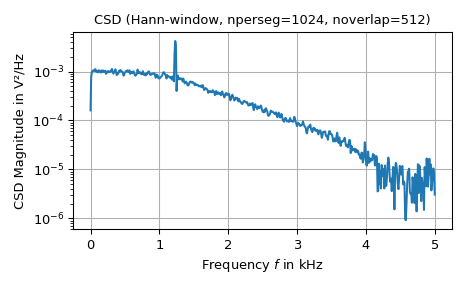 CSD (Hann-window, nperseg=1024, noverlap=512)
CSD Magnitude in V²/Hz
10⁻³
10⁻⁴
10⁻⁵
10⁻⁶
0 1 2 3 4 5
Frequency f in kHz